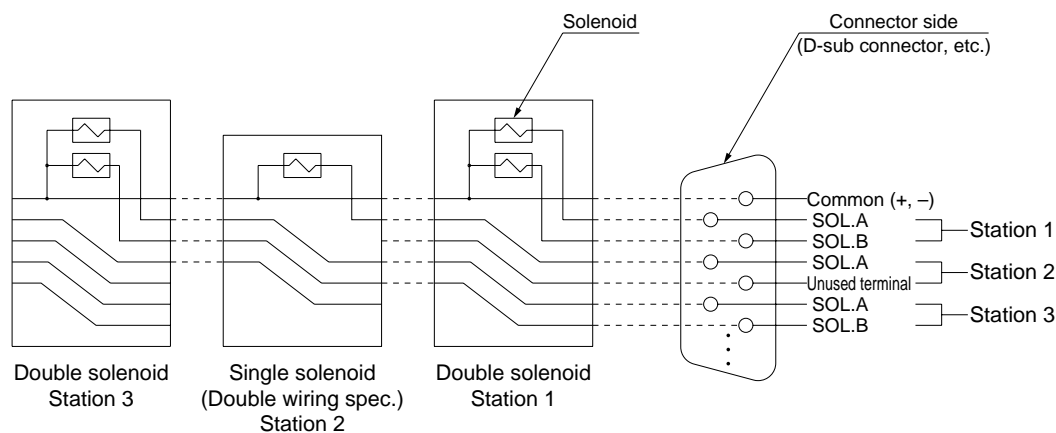 Solenoid
Connector side
(D-sub connector, etc.)
Common (+, –)
SOL.A
SOL.B
Station 1
SOL.A
Unused terminal
Station 2
SOL.A
SOL.B
Station 3
Double solenoid
Station 3
Single solenoid
(Double wiring spec.)
Station 2
Double solenoid
Station 1